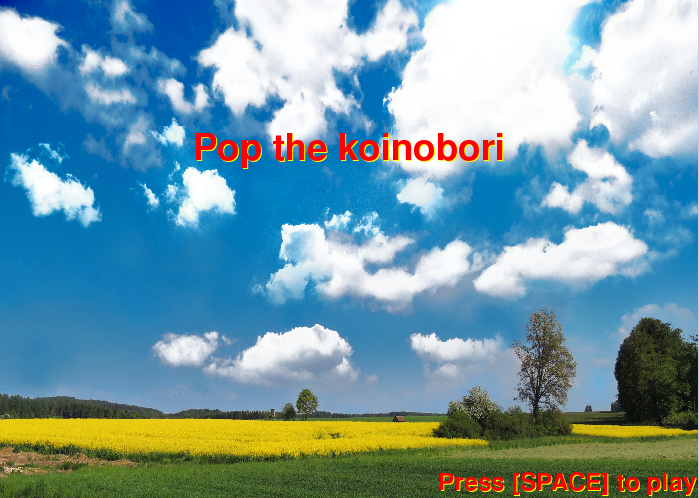 Pop the koinobori
Press [SPACE] to play